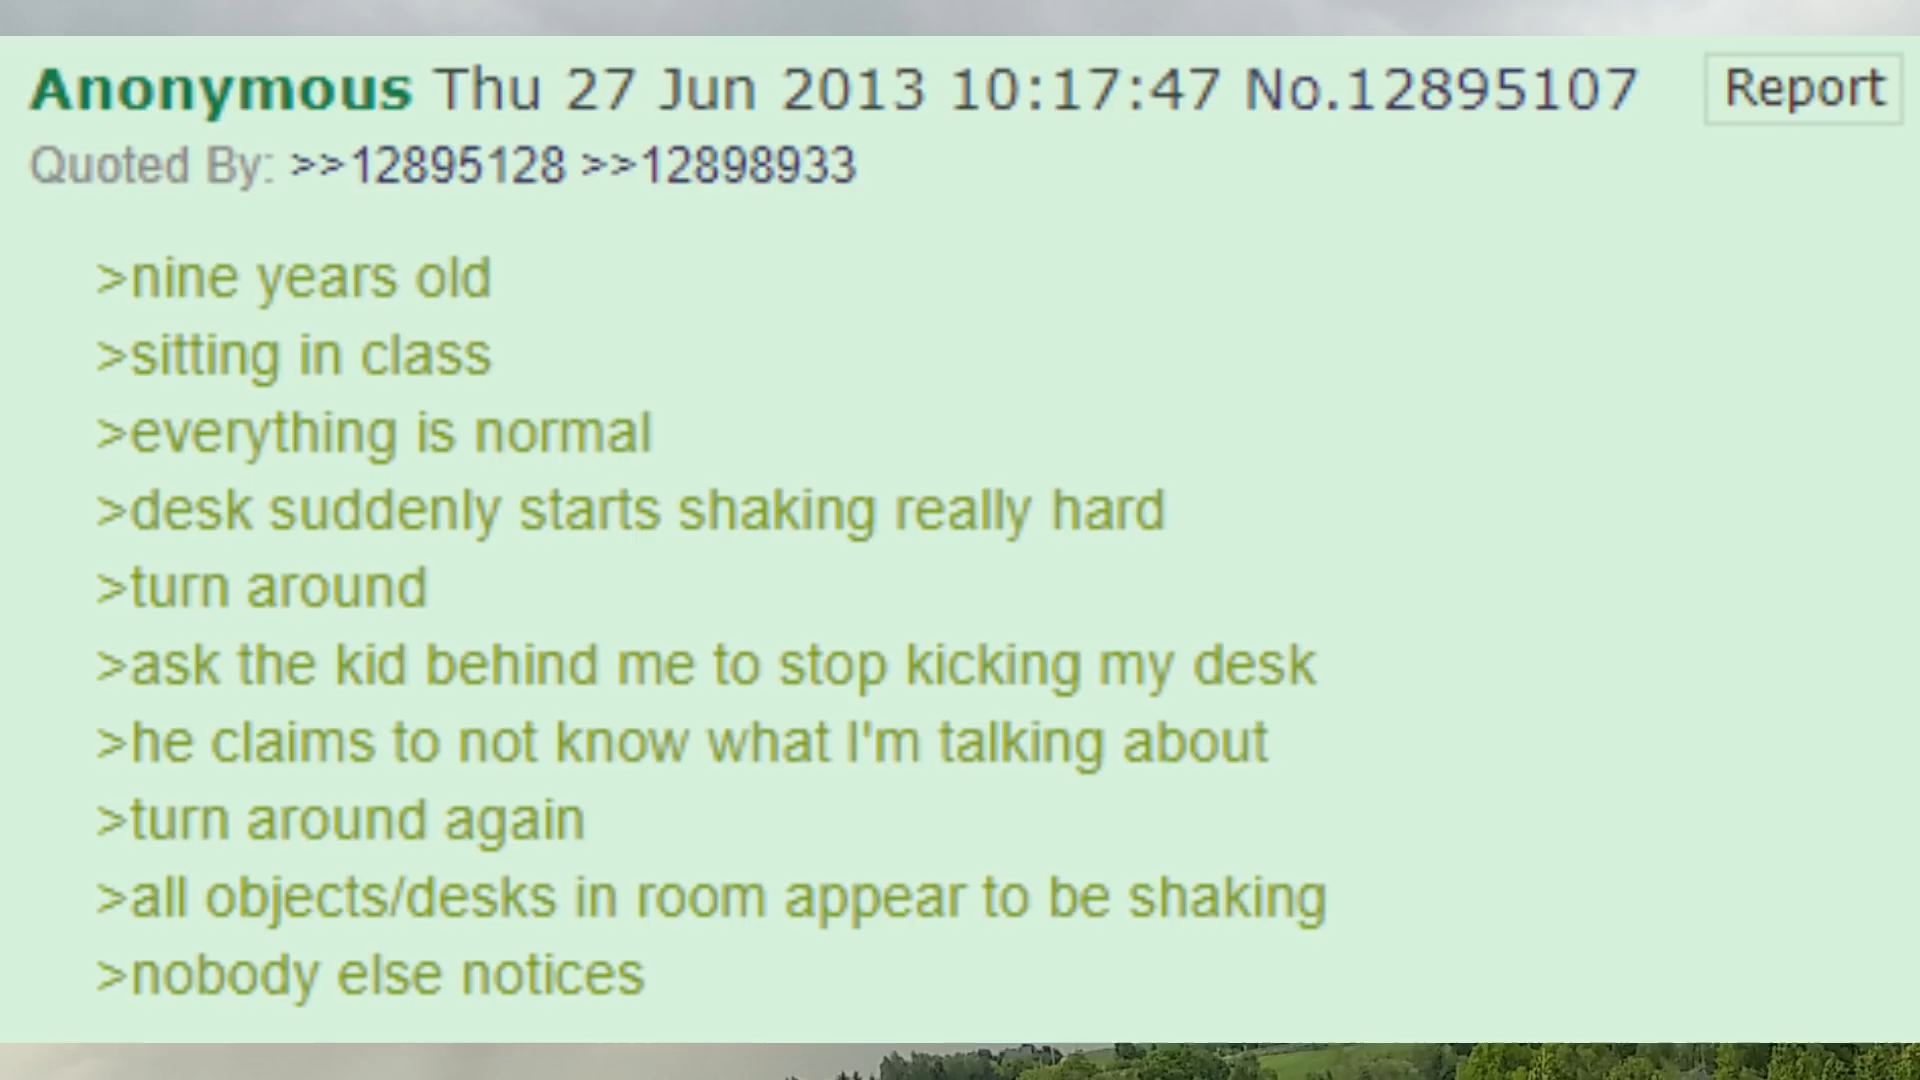 Anonymous Thu 27 Jun 2013 10:17:47 No.12895107 Report
Quoted By: >>12895128 >>12898933
>nine years old
>sitting in class
>everything is normal
>desk suddenly starts shaking really hard
>turn around
>ask the kid behind me to stop kicking my desk
>he claims to not know what I'm talking about
>turn around again
>all objects/desks in room appear to be shaking
>nobody else notices